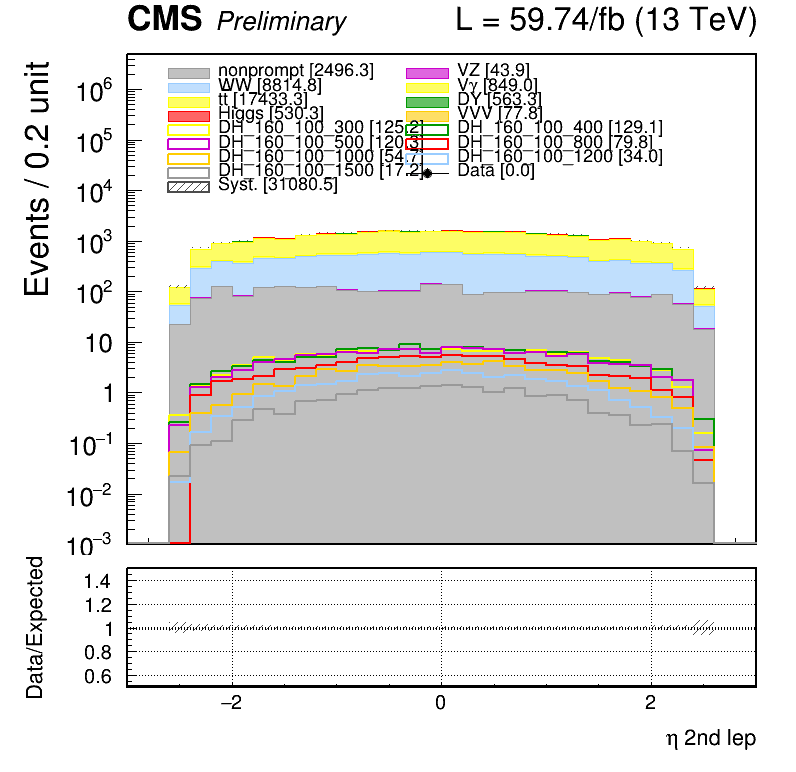 CMS Preliminary L = 59.74/fb (13 TeV)
Events / 0.2 unit
10⁶
10⁵
10⁴
10³
10²
10
1
10⁻¹
10⁻²
10⁻³
nonprompt [2496.3] VZ [43.9]
WW [8814.8] Vγ [849.0]
tt [17433.3] DY [563.3]
Higgs [530.3] VVV [77.8]
DH_160_100_300 [125.2] DH_160_100_400 [129.1]
DH_160_100_500 [120.3] DH_160_100_800 [79.8]
DH_160_100_1000 [54.7] DH_160_100_1200 [34.0]
DH_160_100_1500 [17.2] Data [0.0]
Syst. [31080.5]
Data/Expected
1.4
1.2
1
0.8
0.6
−2 0 2
η 2nd lep